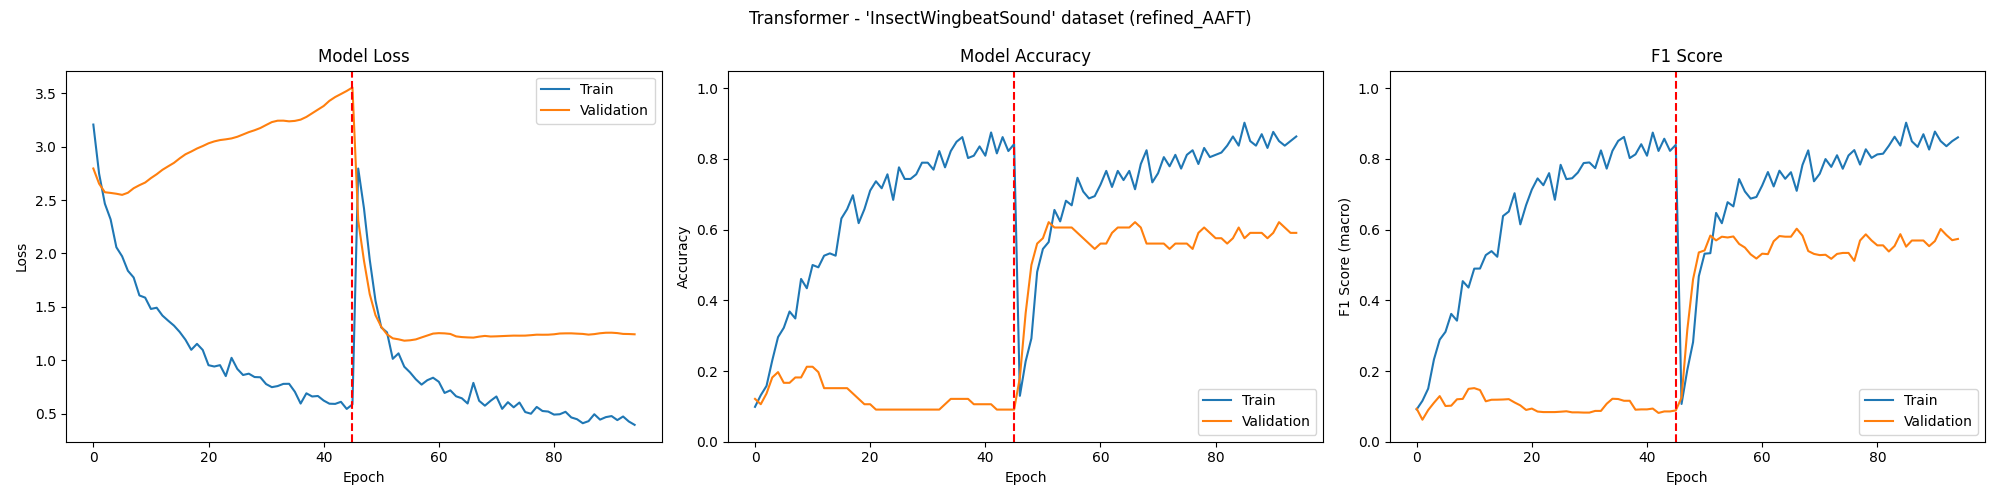 Transformer - 'InsectWingbeatSound' dataset (refined_AAFT)
Model Loss
Loss
3.5
3.0
2.5
2.0
1.5
1.0
0.5
Train
Validation
0
20
40
60
80
Epoch
Model Accuracy
Accuracy
1.0
0.8
0.6
0.4
0.2
0.0
Train
Validation
0
20
40
60
80
Epoch
F1 Score
F1 Score (macro)
1.0
0.8
0.6
0.4
0.2
0.0
Train
Validation
0
20
40
60
80
Epoch